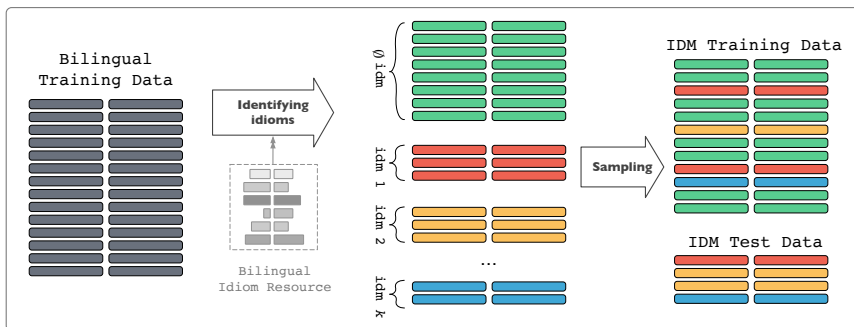 Bilingual
Training Data
Identifying
idioms
Bilingual
Idiom Resource
∅ idm
idm 1
idm 2
...
idm k
Sampling
IDM Training Data
IDM Test Data